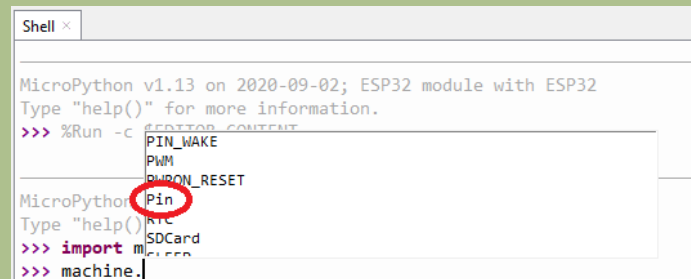 Shell ×
MicroPython v1.13 on 2020-09-02; ESP32 module with ESP32
Type "help()" for more information.
>>> %Run -c $EDITOR_CONTENT
PIN_WAKE
PWM
PWRON_RESET
MicroPython
Pin
Type "help()
RTC
>>> import m
SDCard
SLEEP
>>> machine.